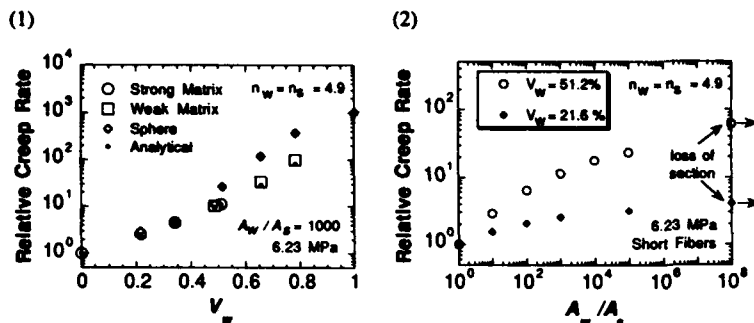 (1)
(2)
Relative Creep Rate
10⁴
10³
10²
10¹
10⁰
Strong Matrix
Weak Matrix
Sphere
Analytical
n_W = n_S = 4.9
A_W / A_S = 1000
6.23 MPa
0
0.2
0.4
0.6
0.8
1
V_W
Relative Creep Rate
10²
10¹
10⁰
V_W = 51.2%
V_W = 21.6 %
n_W = n_S = 4.9
loss of
section
6.23 MPa
Short Fibers
10⁰
10²
10⁴
10⁶
10⁸
A_W/A_S